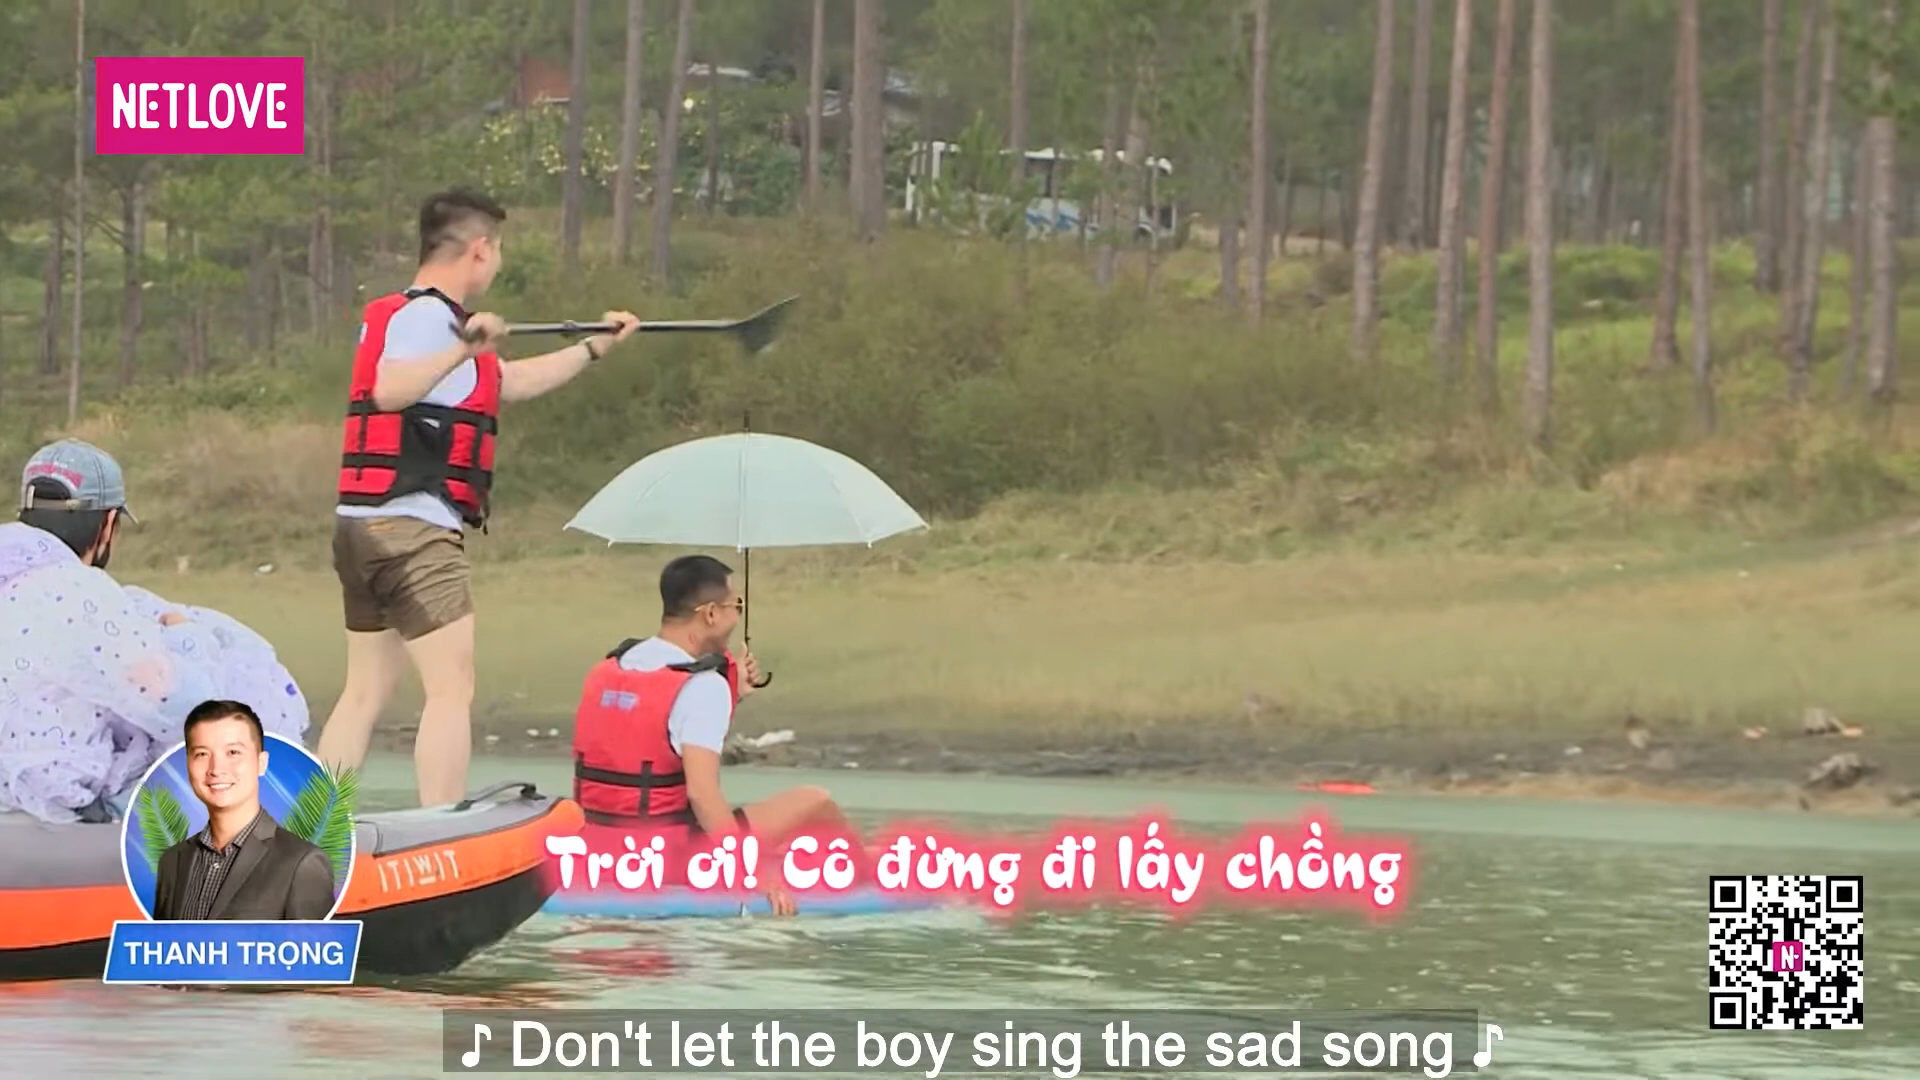 NETLOVE
ITIWIT
Trời ơi! Cô đừng đi lấy chồng
THANH TRỌNG
N
♪ Don't let the boy sing the sad song ♪